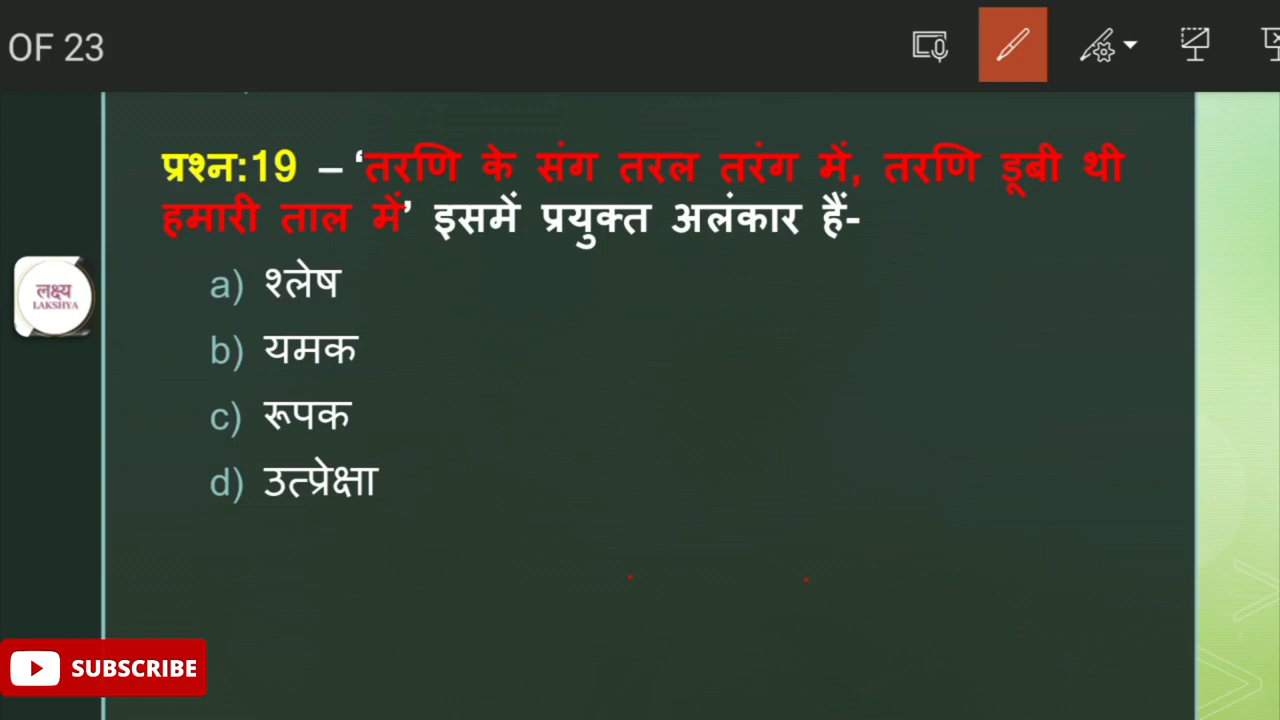 OF 23
प्रश्न:19 – ‘तरणि के संग तरल तरंग में, तरणि डूबी थी
हमारी ताल में’ इसमें प्रयुक्त अलंकार हैं-
a) श्लेष
लक्ष्य
LAKSHYA
b) यमक
c) रूपक
d) उत्प्रेक्षा
SUBSCRIBE